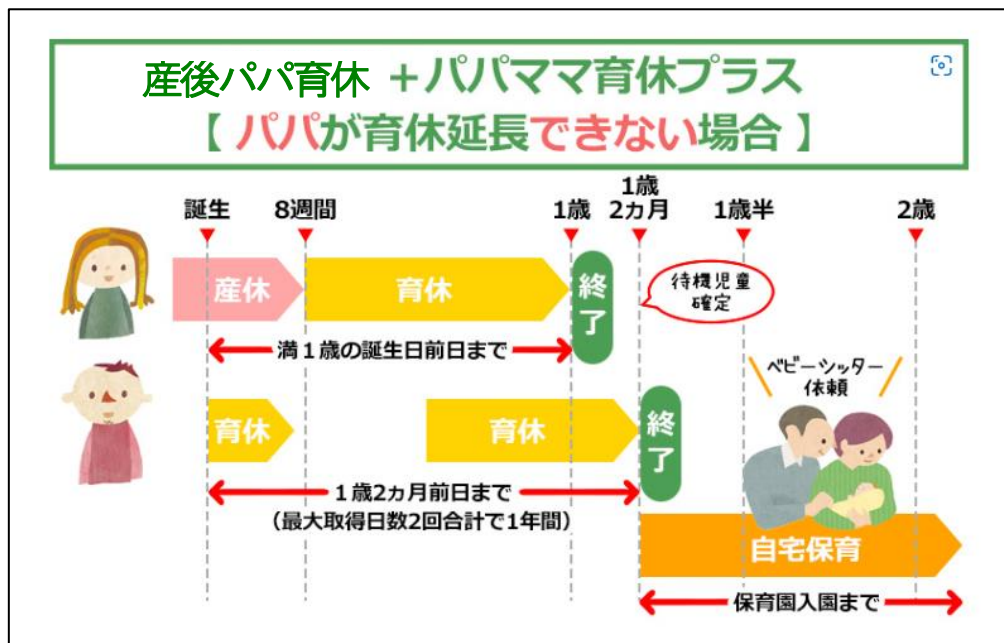 産後パパ育休 +パパママ育休プラス
【 パパが育休延長できない場合 】
誕生
8週間
1歳
1歳
2カ月
1歳半
2歳
産休
育休
終
了
待機児童
確定
満1歳の誕生日前日まで
ベビーシッター
依頼
育休
育休
終
了
1歳2ヵ月前日まで
(最大取得日数2回合計で1年間)
自宅保育
保育園入園まで